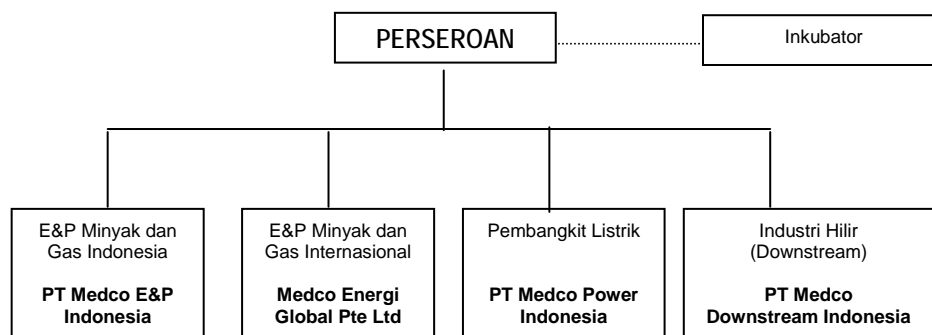 PERSEROAN
Inkubator
E&P Minyak dan
Gas Indonesia
PT Medco E&P
Indonesia
E&P Minyak dan
Gas Internasional
Medco Energi
Global Pte Ltd
Pembangkit Listrik
PT Medco Power
Indonesia
Industri Hilir
(Downstream)
PT Medco
Downstream Indonesia